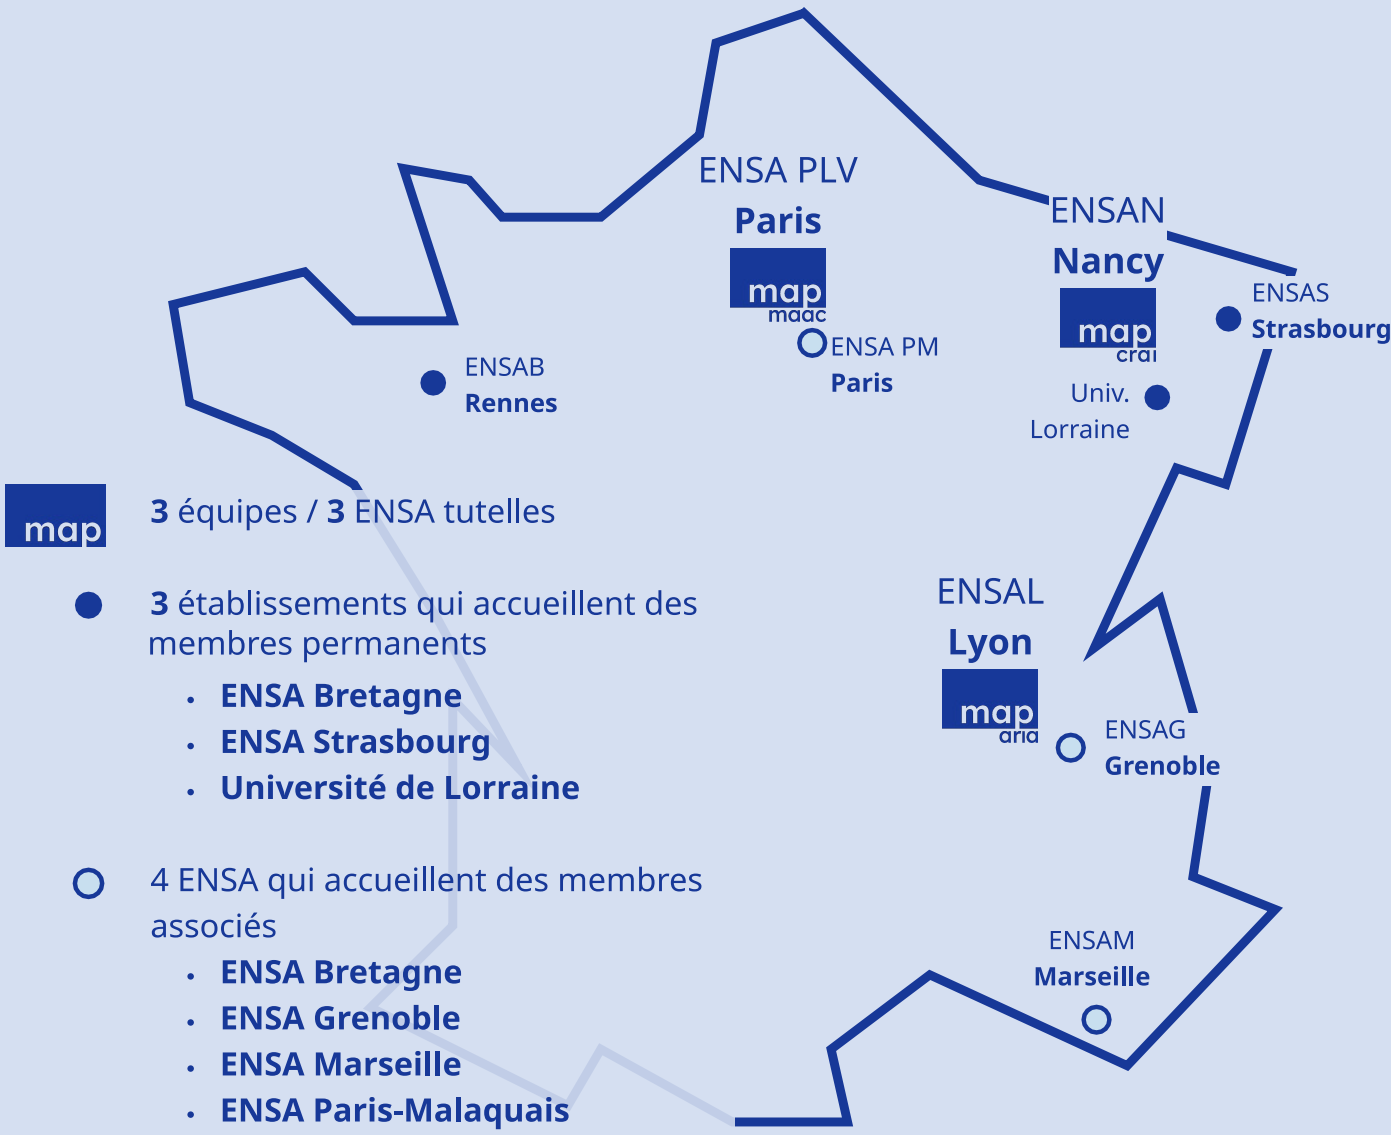 ENSA PLV
Paris
map
maac
ENSA PM
Paris
ENSAN
Nancy
map
crai
ENSAS
Strasbourg
Univ.
Lorraine
ENSAB
Rennes
map
3 équipes / 3 ENSA tutelles
3 établissements qui accueillent des
membres permanents
• ENSA Bretagne
• ENSA Strasbourg
• Université de Lorraine
4 ENSA qui accueillent des membres
associés
• ENSA Bretagne
• ENSA Grenoble
• ENSA Marseille
• ENSA Paris-Malaquais
ENSAL
Lyon
map
aria
ENSAG
Grenoble
ENSAM
Marseille